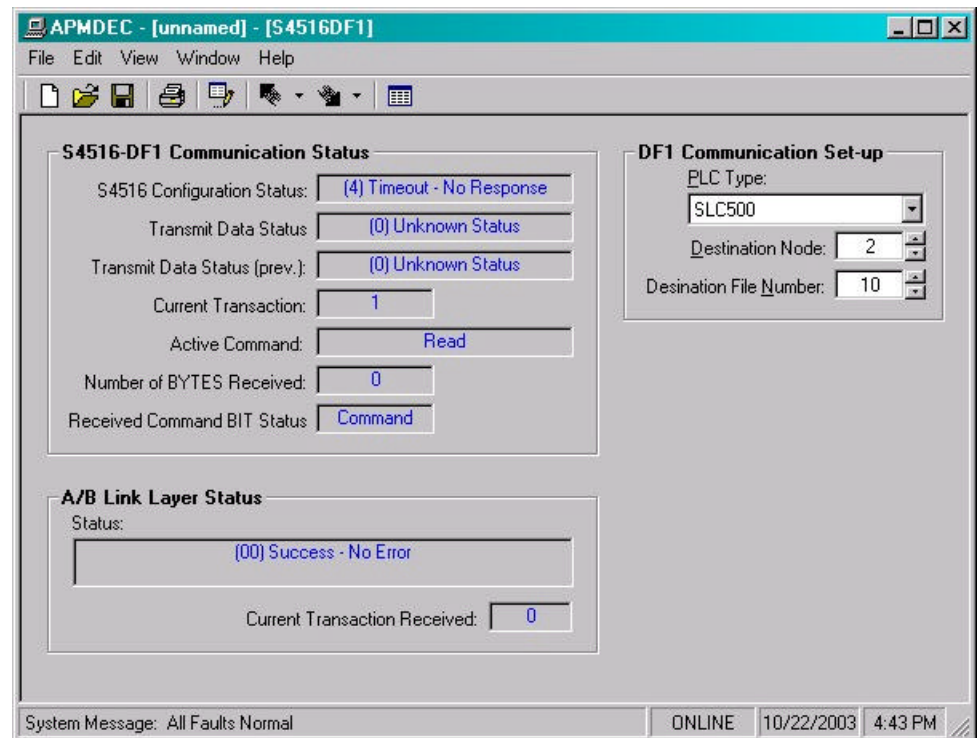 APMDEC - [unnamed] - [S4516DF1]
File Edit View Window Help
S4516-DF1 Communication Status
S4516 Configuration Status: (4) Timeout - No Response
Transmit Data Status (0) Unknown Status
Transmit Data Status (prev.): (0) Unknown Status
Current Transaction: 1
Active Command: Read
Number of BYTES Received: 0
Received Command BIT Status Command
A/B Link Layer Status
Status:
(00) Success - No Error
Current Transaction Received: 0
DF1 Communication Set-up
PLC Type:
SLC500
Destination Node: 2
Desination File Number: 10
System Message: All Faults Normal ONLINE 10/22/2003 4:43 PM